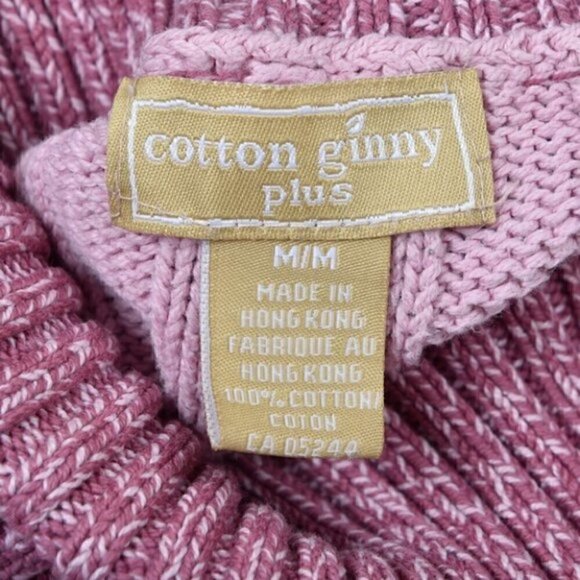 cotton ginny
plus
M/M
MADE IN
HONG KONG
FABRIQUE AU
HONG KONG
100% COTTON/
COTON
CA 05244